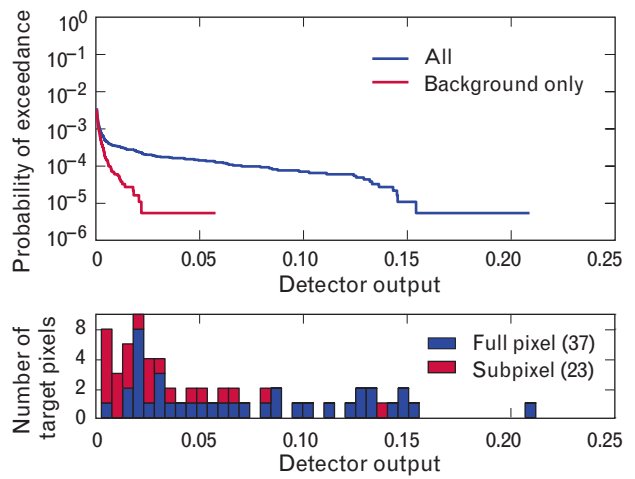 Probability of exceedance
10^0
10^-1
10^-2
10^-3
10^-4
10^-5
10^-6
All
Background only
0 0.05 0.10 0.15 0.20 0.25
Detector output
Number of
target pixels
8
4
2
0
Full pixel (37)
Subpixel (23)
0 0.05 0.10 0.15 0.20 0.25
Detector output